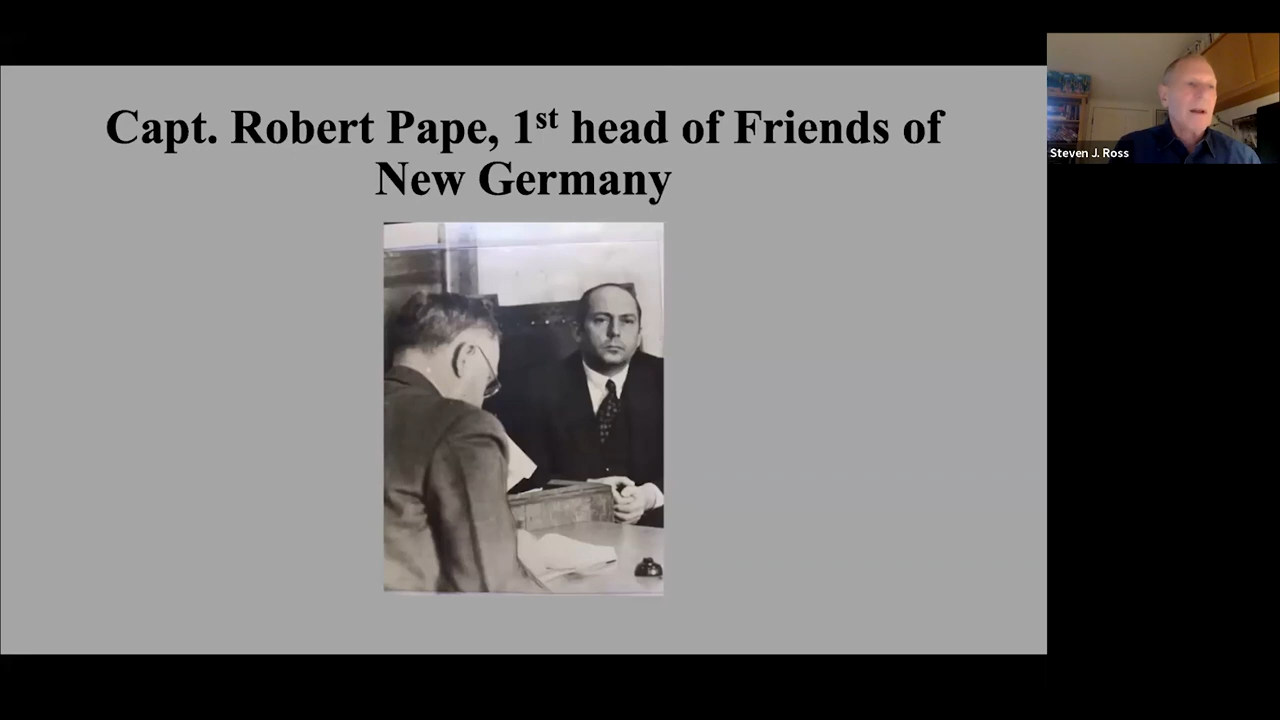 Capt. Robert Pape, 1st head of Friends of
New Germany
Steven J. Ross